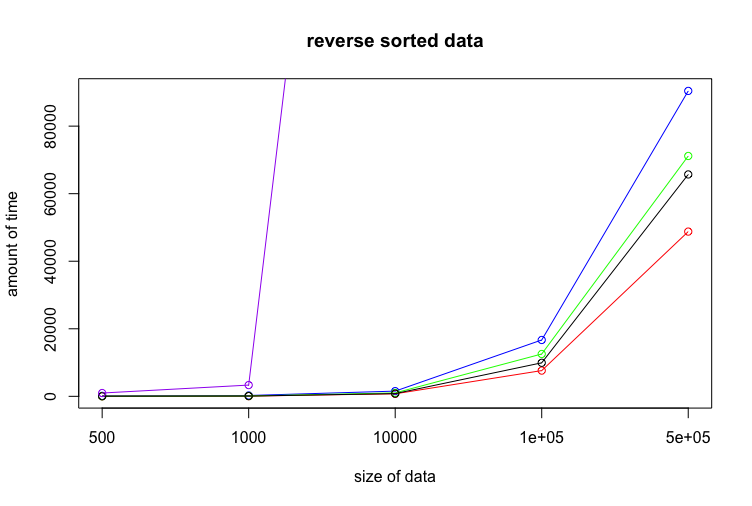 reverse sorted data
amount of time
80000
60000
40000
20000
0
500 1000 10000 1e+05 5e+05
size of data